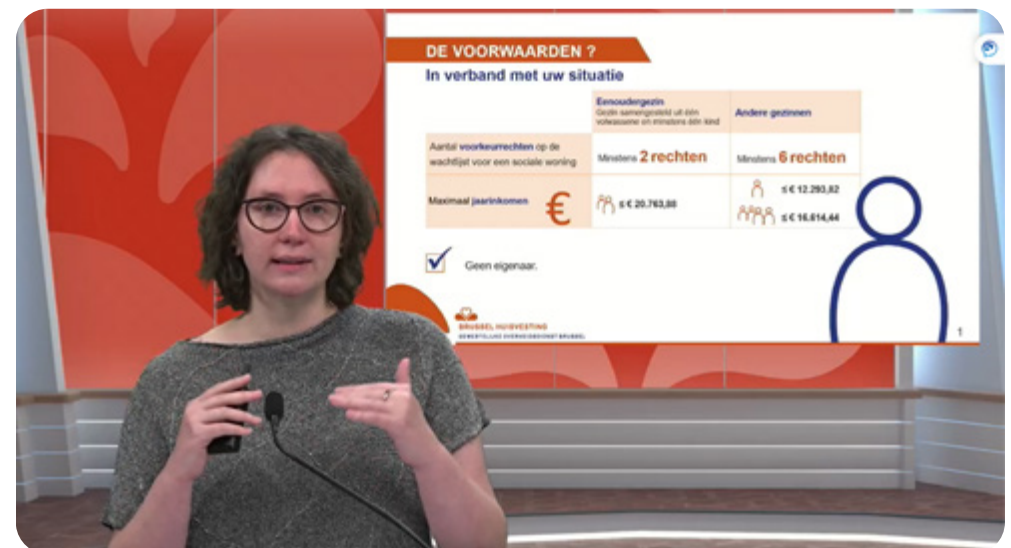 DE VOORWAARDEN ?
In verband met uw situatie
Eenoudergezin
Gezin samengesteld uit één
volwassene en minstens één kind
Andere gezinnen
Aantal voorkeurrechten op de
wachtlijst voor een sociale woning
Minstens 2 rechten
Minstens 6 rechten
Maximaal jaarinkomen
€
≤ € 20.763,88
≤ € 12.293,82
≤ € 16.614,44
Geen eigenaar.
BRUSSEL HUISVESTING
GEWESTELIJKE OVERHEIDSDIENST BRUSSEL
1